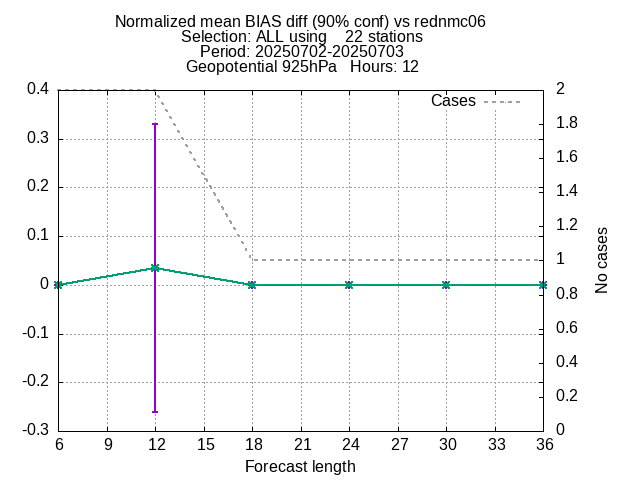 Normalized mean BIAS diff (90% conf) vs rednmc06
Selection: ALL using    22 stations
Period: 20250702-20250703
Geopotential 925hPa   Hours: 12
Cases
0.4
0.3
0.2
0.1
0
-0.1
-0.2
-0.3
2
1.8
1.6
1.4
1.2
1
0.8
0.6
0.4
0.2
0
No cases
6 9 12 15 18 21 24 27 30 33 36
Forecast length